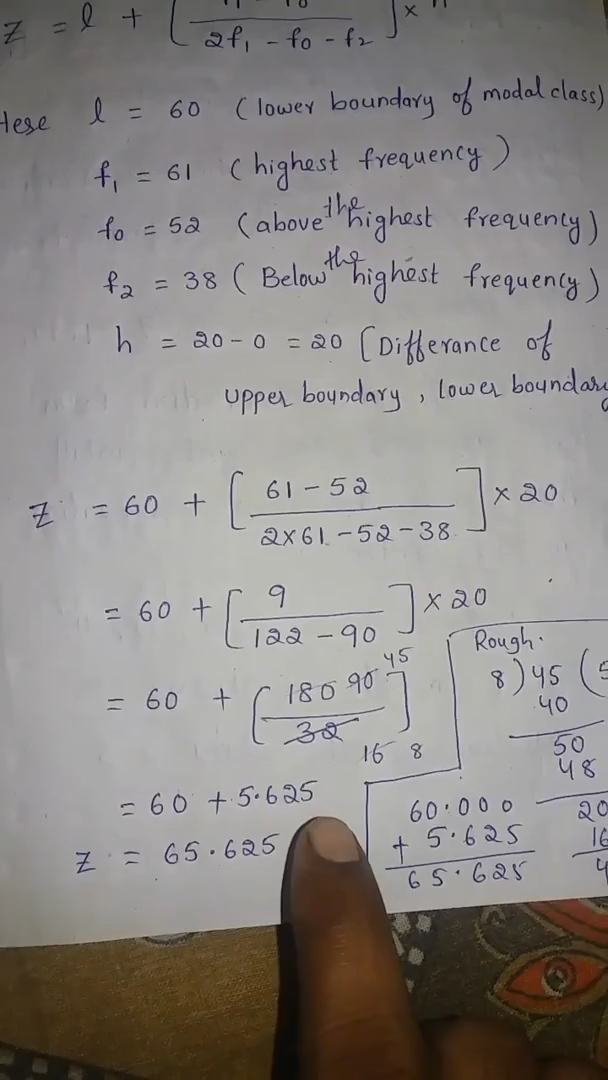 Z = l + [ / 2f₁ - f₀ - f₂ ] ×
Here l = 60 (lower boundary of modal class)
f₁ = 61 (highest frequency)
f₀ = 52 (above the highest frequency)
f₂ = 38 (Below the highest frequency)
h = 20 - 0 = 20 [Differance of
upper boundary, lower boundary
Z = 60 + [ 61 - 52 / 2×61 - 52 - 38 ] × 20
= 60 + [ 9 / 122 - 90 ] × 20
= 60 + [ 180 90 45 / 32 16 8 ]
= 60 + 5.625
Z = 65.625
Rough.
8 ) 45 ( 5
40
50
48
20
16
4
60.000
+ 5.625
65.625